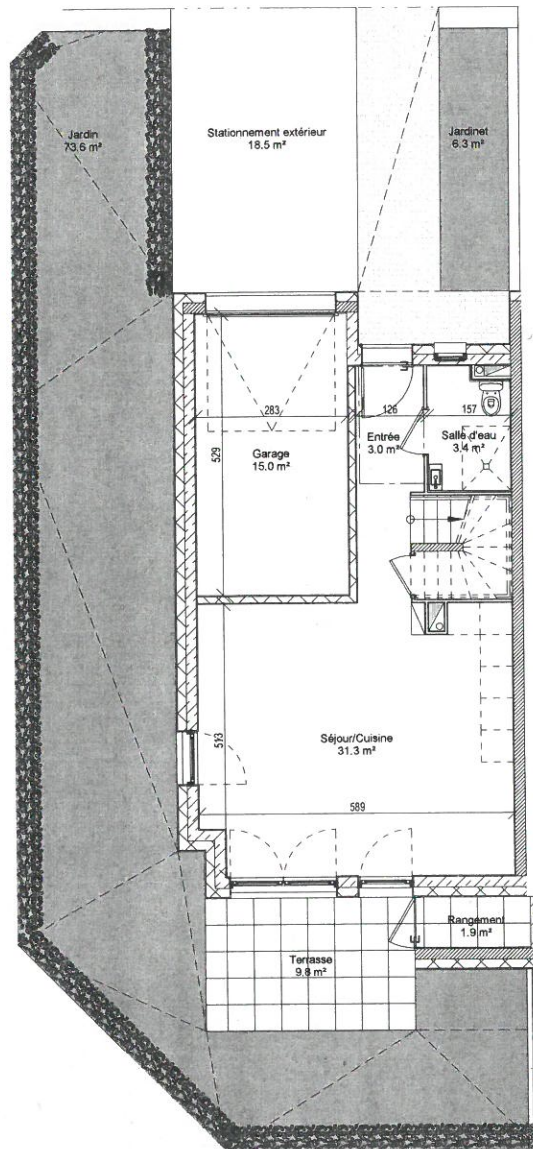 Jardin
73.6 m²
Stationnement extérieur
18.5 m²
Jardinet
6.3 m²
283
126
157
Garage
15.0 m²
529
Entrée
3.0 m²
Salle d'eau
3.4 m²
Séjour/Cuisine
31.3 m²
513
589
Rangement
1.9 m²
Terrasse
9.8 m²